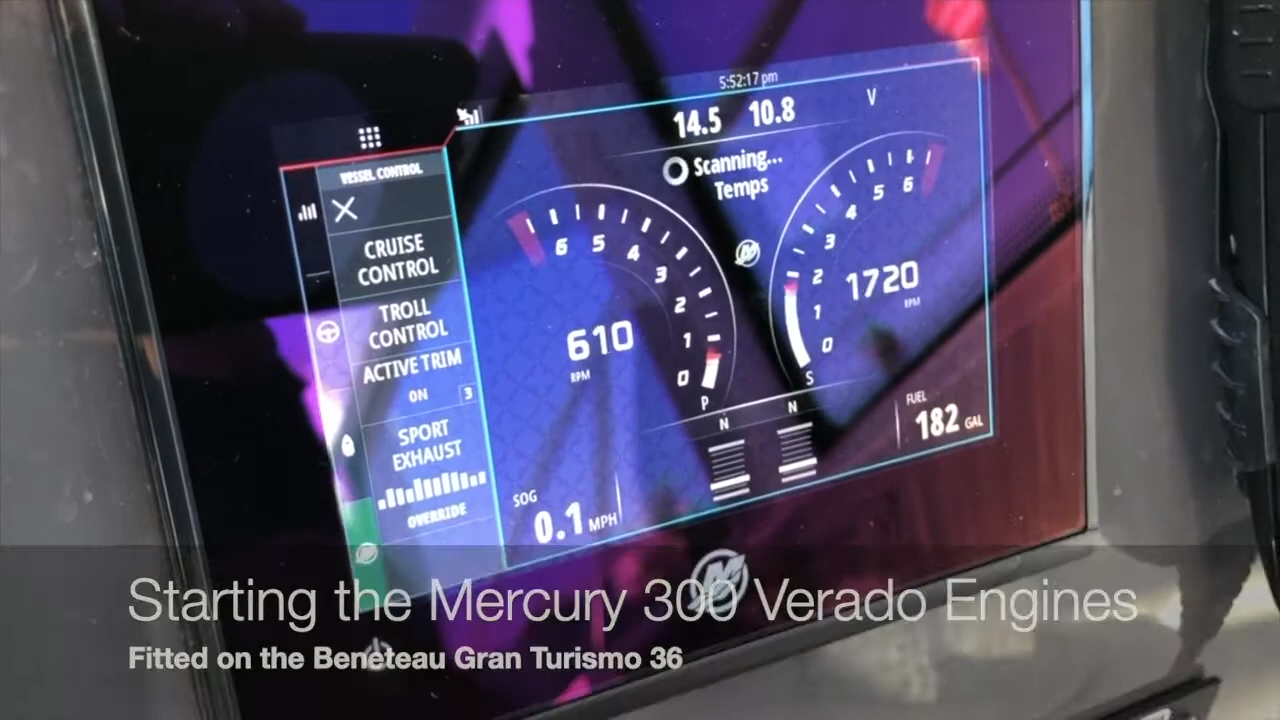 5:52:17 pm
14.5 10.8 V
Scanning...
Temps
VESSEL CONTROL
CRUISE
CONTROL
TROLL
CONTROL
ACTIVE TRIM
ON 3
SPORT
EXHAUST
OVERRIDE
6 5 4 3 2 1 0
610
RPM
P
6 5 4 3 2 1 0
1720
RPM
S
N N
FUEL
182 GAL
SOG
0.1 MPH
Starting the Mercury 300 Verado Engines
Fitted on the Beneteau Gran Turismo 36